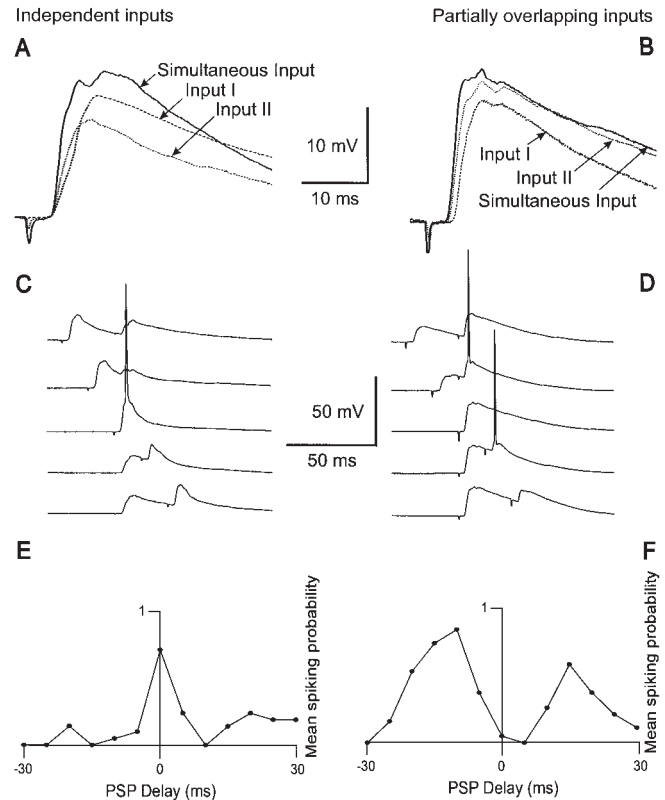 Independent inputs
Partially overlapping inputs
A
B
Simultaneous Input
Input I
Input II
10 mV
10 ms
Input I
Input II
Simultaneous Input
C
D
50 mV
50 ms
E
F
1
Mean spiking probability
-30
0
30
PSP Delay (ms)
1
Mean spiking probability
-30
0
30
PSP Delay (ms)